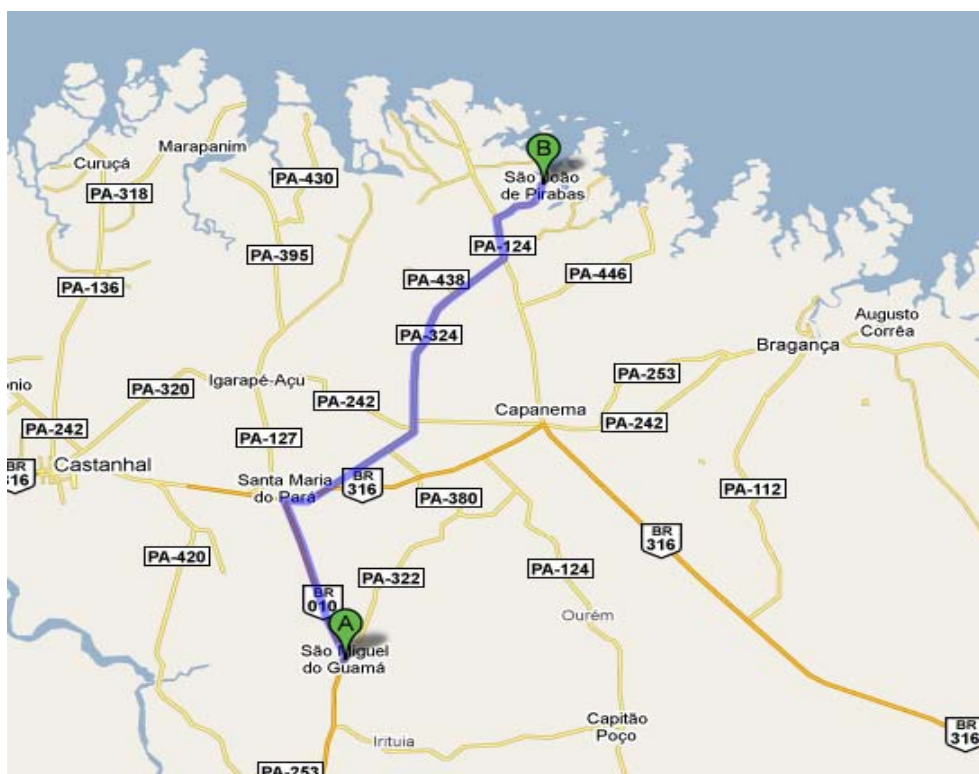 B
Marapanim
Curuçá
PA-430
São João
de Pirabas
PA-318
PA-124
PA-395
PA-446
PA-438
PA-136
Augusto
Corrêa
PA-324
Bragança
PA-253
Igarapé-Açu
PA-320
PA-242
Capanema
PA-242
PA-242
PA-127
BR
316
Castanhal
Santa Maria
do Pará
BR
316
PA-380
PA-112
BR
316
PA-420
PA-322
PA-124
BR
010
Ourém
A
São Miguel
do Guamá
Capitão
Poço
Irituia
BR
316
PA-253